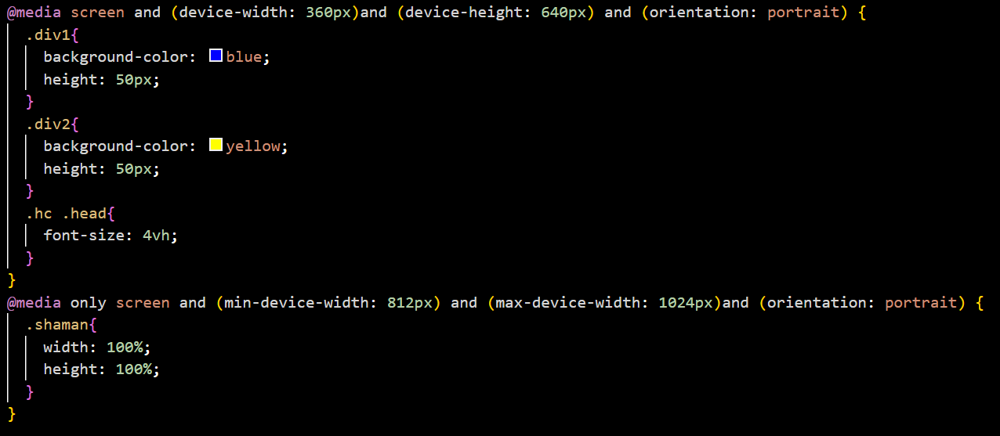 @media screen and (device-width: 360px)and (device-height: 640px) and (orientation: portrait) {
.div1{
background-color: blue;
height: 50px;
}
.div2{
background-color: yellow;
height: 50px;
}
.hc .head{
font-size: 4vh;
}
}
@media only screen and (min-device-width: 812px) and (max-device-width: 1024px)and (orientation: portrait) {
.shaman{
width: 100%;
height: 100%;
}
}